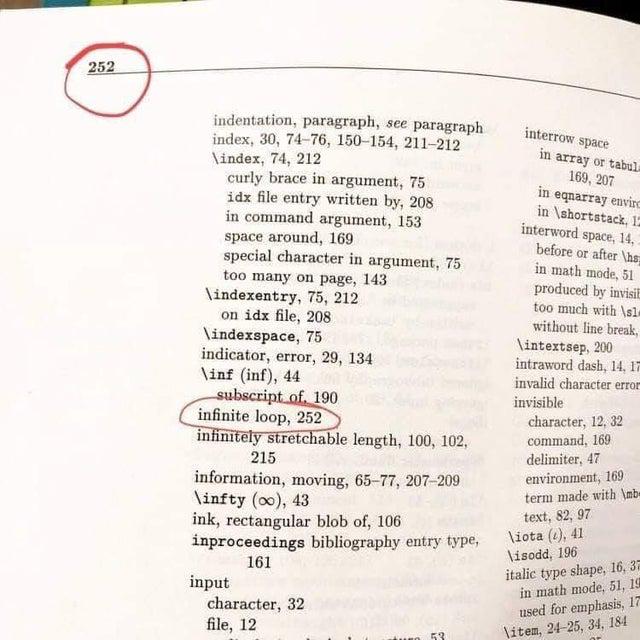 252
indentation, paragraph, see paragraph
index, 30, 74–76, 150–154, 211–212
\index, 74, 212
curly brace in argument, 75
idx file entry written by, 208
in command argument, 153
space around, 169
special character in argument, 75
too many on page, 143
\indexentry, 75, 212
on idx file, 208
\indexspace, 75
indicator, error, 29, 134
\inf (inf), 44
subscript of, 190
infinite loop, 252
infinitely stretchable length, 100, 102,
215
information, moving, 65–77, 207–209
\infty (∞), 43
ink, rectangular blob of, 106
inproceedings bibliography entry type,
161
input
character, 32
file, 12
53
interrow space
in array or
169, 207
in eqnarray
in \shortstack,
interword space, 14,
before or after
in math mode, 51
produced by
too much with
without line break,
\intextsep, 200
intraword dash, 14,
invalid character error
invisible
character, 12, 32
command, 169
delimiter, 47
environment, 169
term made with
text, 82, 97
\iota (ι), 41
\isodd, 196
italic type shape, 16,
in math mode, 51,
used for emphasis,
\item, 24–25, 34, 184